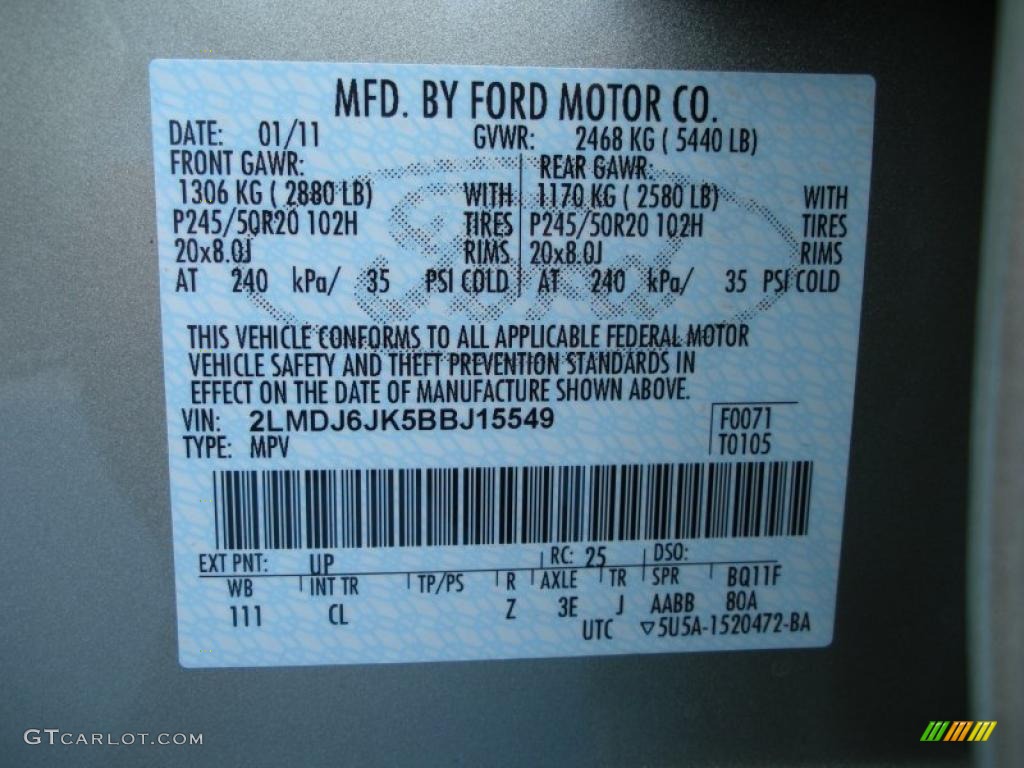 MFD. BY FORD MOTOR CO.
DATE: 01/11 GVWR: 2468 KG ( 5440 LB)
FRONT GAWR: REAR GAWR:
1306 KG ( 2880 LB) WITH 1170 KG ( 2580 LB) WITH
P245/50R20 102H TIRES P245/50R20 102H TIRES
20x8.0J RIMS 20x8.0J RIMS
AT 240 kPa/ 35 PSI COLD AT 240 kPa/ 35 PSI COLD
Ford
THIS VEHICLE CONFORMS TO ALL APPLICABLE FEDERAL MOTOR
VEHICLE SAFETY AND THEFT PREVENTION STANDARDS IN
EFFECT ON THE DATE OF MANUFACTURE SHOWN ABOVE.
VIN: 2LMDJ6JK5BBJ15549 F0071
TYPE: MPV T0105
EXT PNT: UP RC: 25 DSO:
WB INT TR TP/PS R AXLE TR SPR BQ11F
111 CL Z 3E J AABB 80A
UTC ▽5U5A-1520472-BA
GTCARLOT.COM